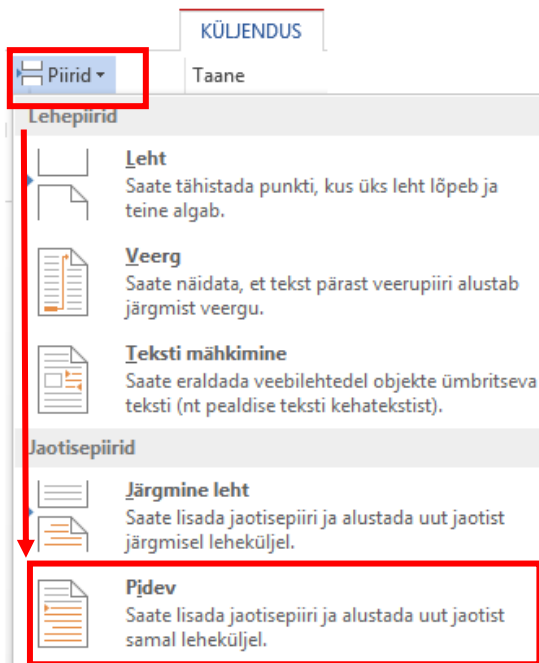 KÜLJENDUS
Piirid
Taane
Lehepiirid
Leht
Saate tähistada punkti, kus üks leht lõpeb ja
teine algab.
Veerg
Saate näidata, et tekst pärast veerupiiri alustab
järgmist veergu.
Teksti mähkimine
Saate eraldada veebilehtedel objekte ümbritseva
teksti (nt pealdise teksti kehatekstist).
Jaotisepiirid
Järgmine leht
Saate lisada jaotisepiiri ja alustada uut jaotist
järgmisel leheküljel.
Pidev
Saate lisada jaotisepiiri ja alustada uut jaotist
samal leheküljel.